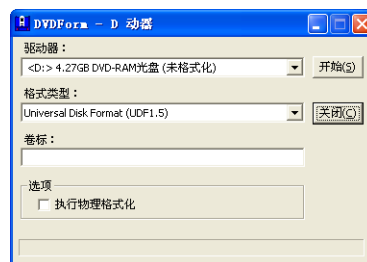 DVDForm - D 动器
驱动器：
<D:> 4.27GB DVD-RAM光盘 (未格式化)
开始(S)
格式类型：
Universal Disk Format (UDF1.5)
关闭(C)
卷标：
选项
执行物理格式化